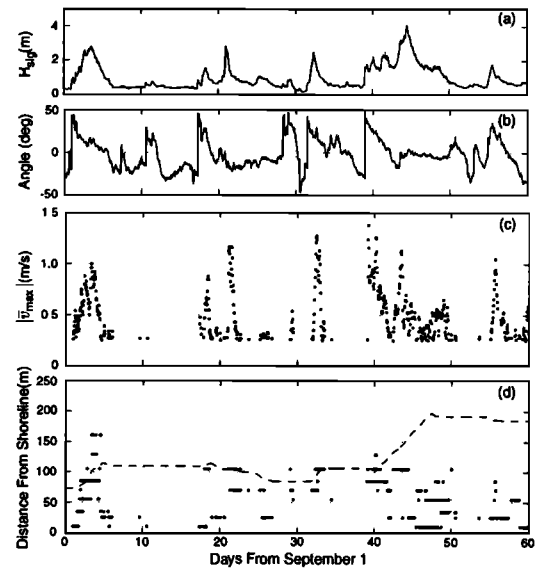 (a)
4
2
0
H_sig(m)
(b)
50
0
-50
Angle (deg)
(c)
1.5
1.0
0.5
0
|v̄_max|(m/s)
(d)
250
200
150
100
50
0
Distance From Shoreline(m)
0 10 20 30 40 50 60
Days From September 1